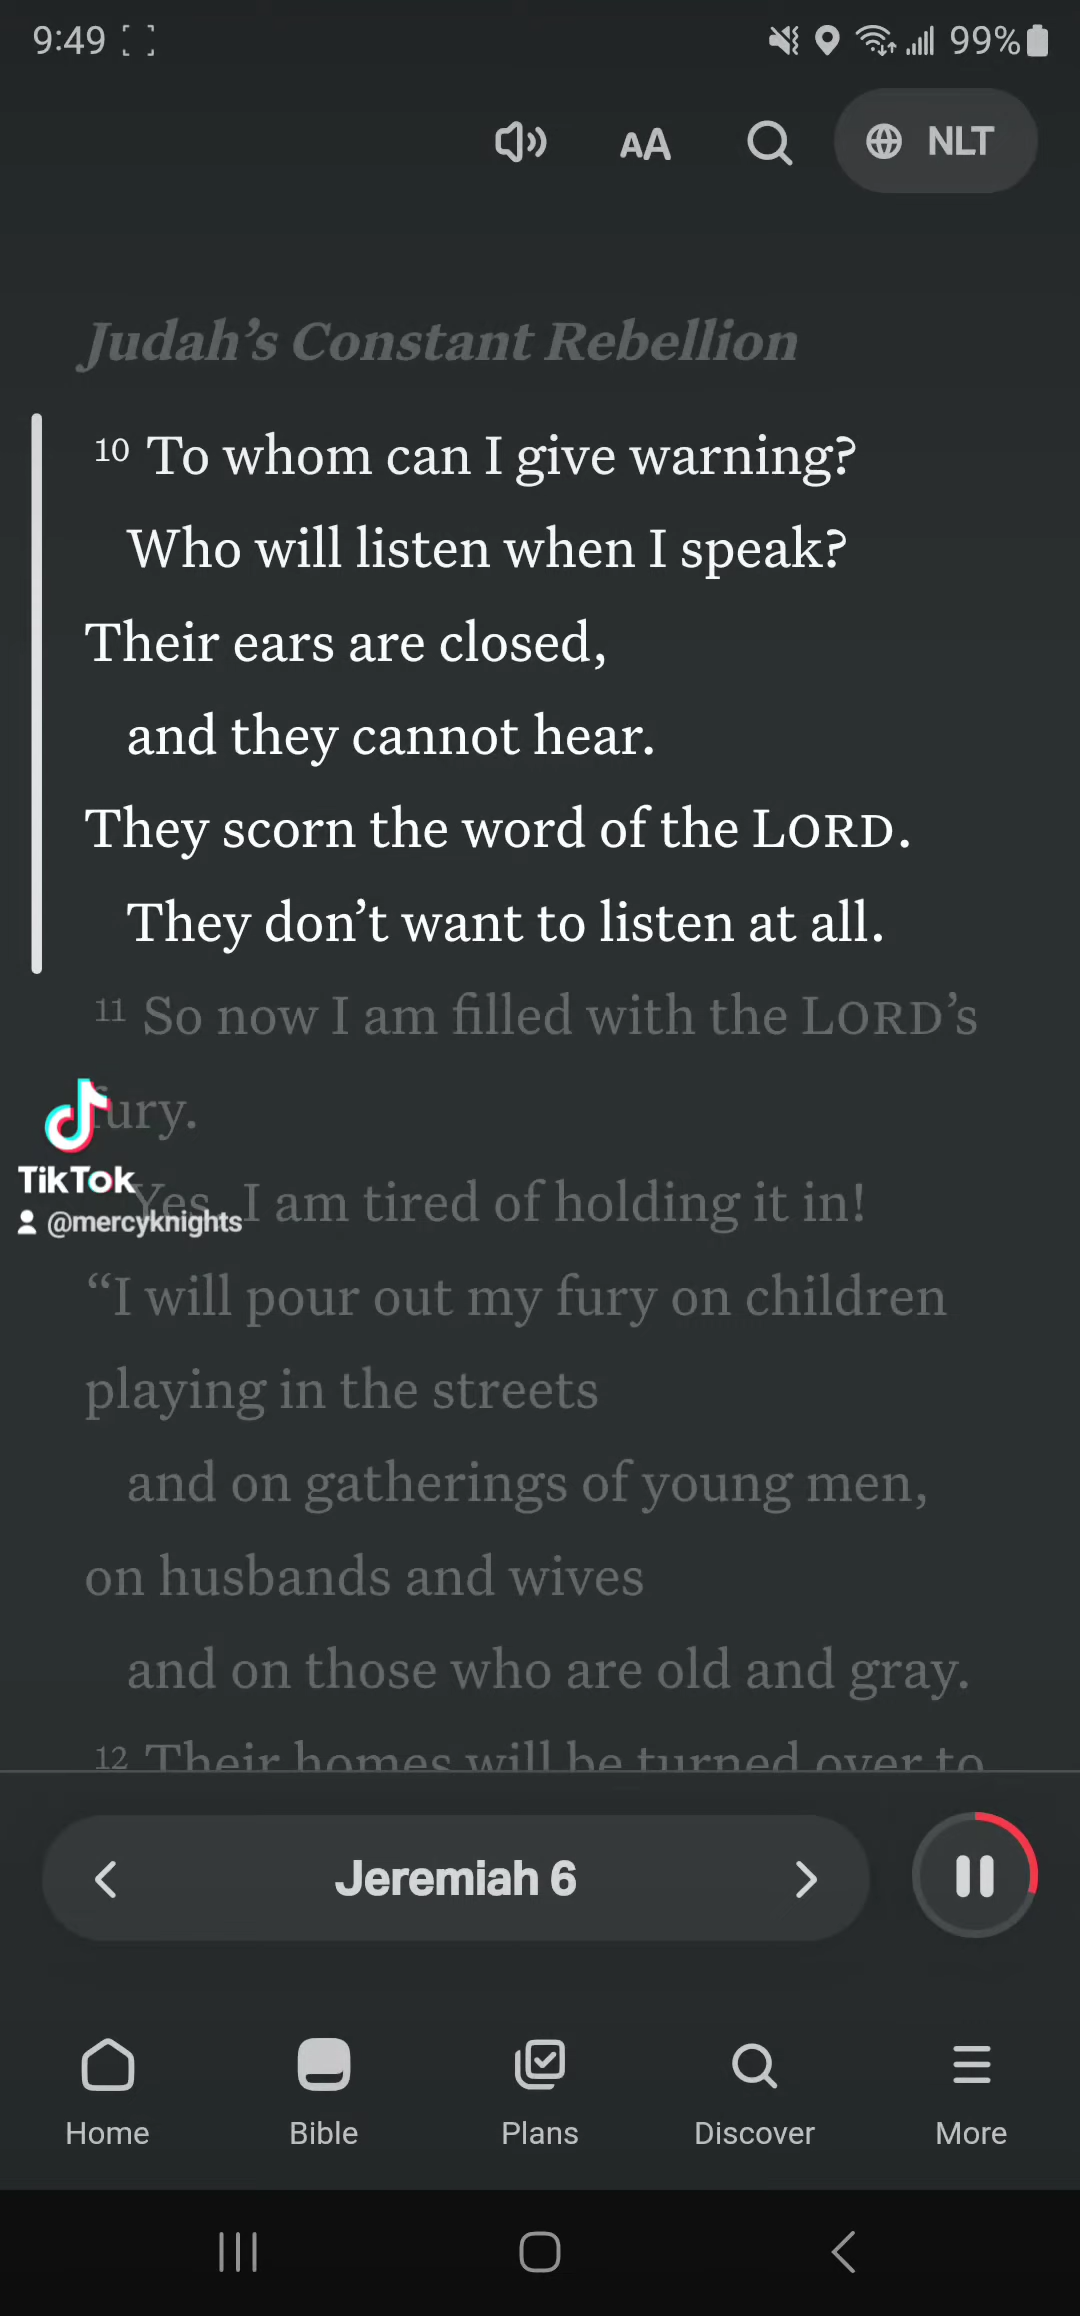 9:49 99%
AA NLT
Judah’s Constant Rebellion
10 To whom can I give warning?
Who will listen when I speak?
Their ears are closed,
and they cannot hear.
They scorn the word of the LORD.
They don’t want to listen at all.
11 So now I am filled with the LORD’s
fury.
TikTok
Yes, I am tired of holding it in!
@mercyknights
“I will pour out my fury on children
playing in the streets
and on gatherings of young men,
on husbands and wives
and on those who are old and gray.
12 Their homes will be turned over to
Jeremiah 6
Home Bible Plans Discover More